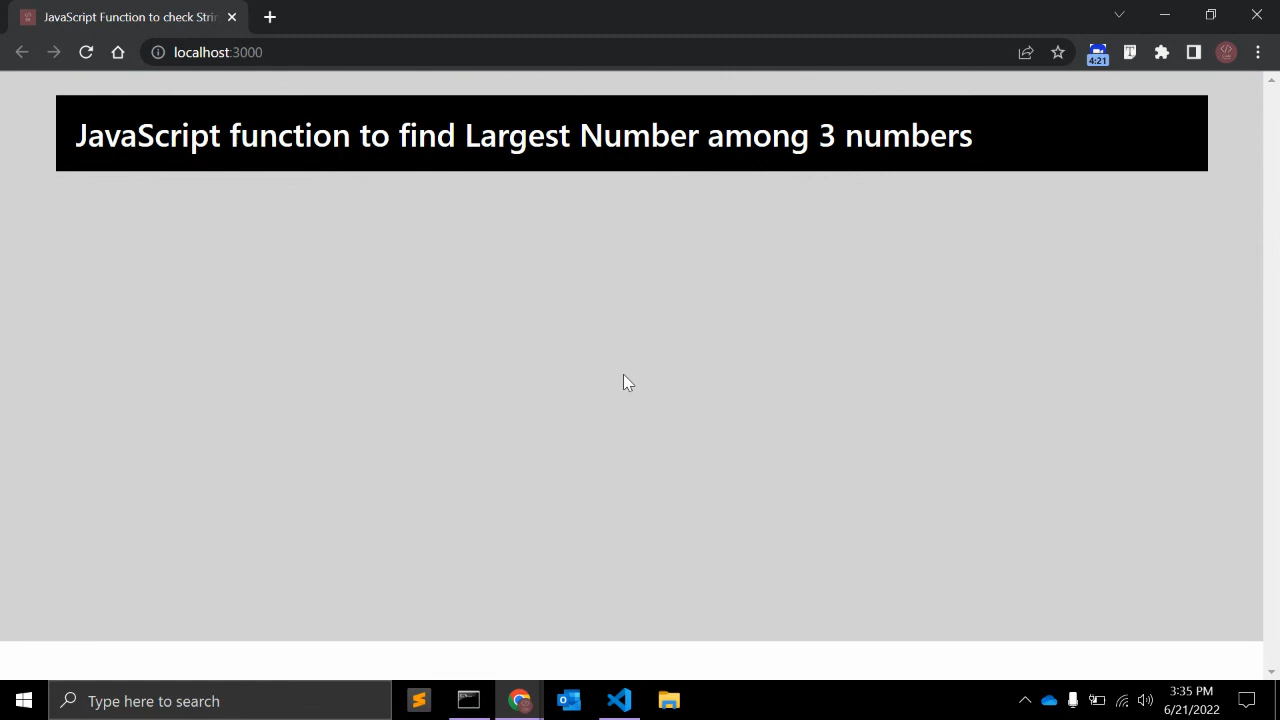 JavaScript Function to check Strin
localhost:3000
4:21
JavaScript function to find Largest Number among 3 numbers
Type here to search
3:35 PM
6/21/2022